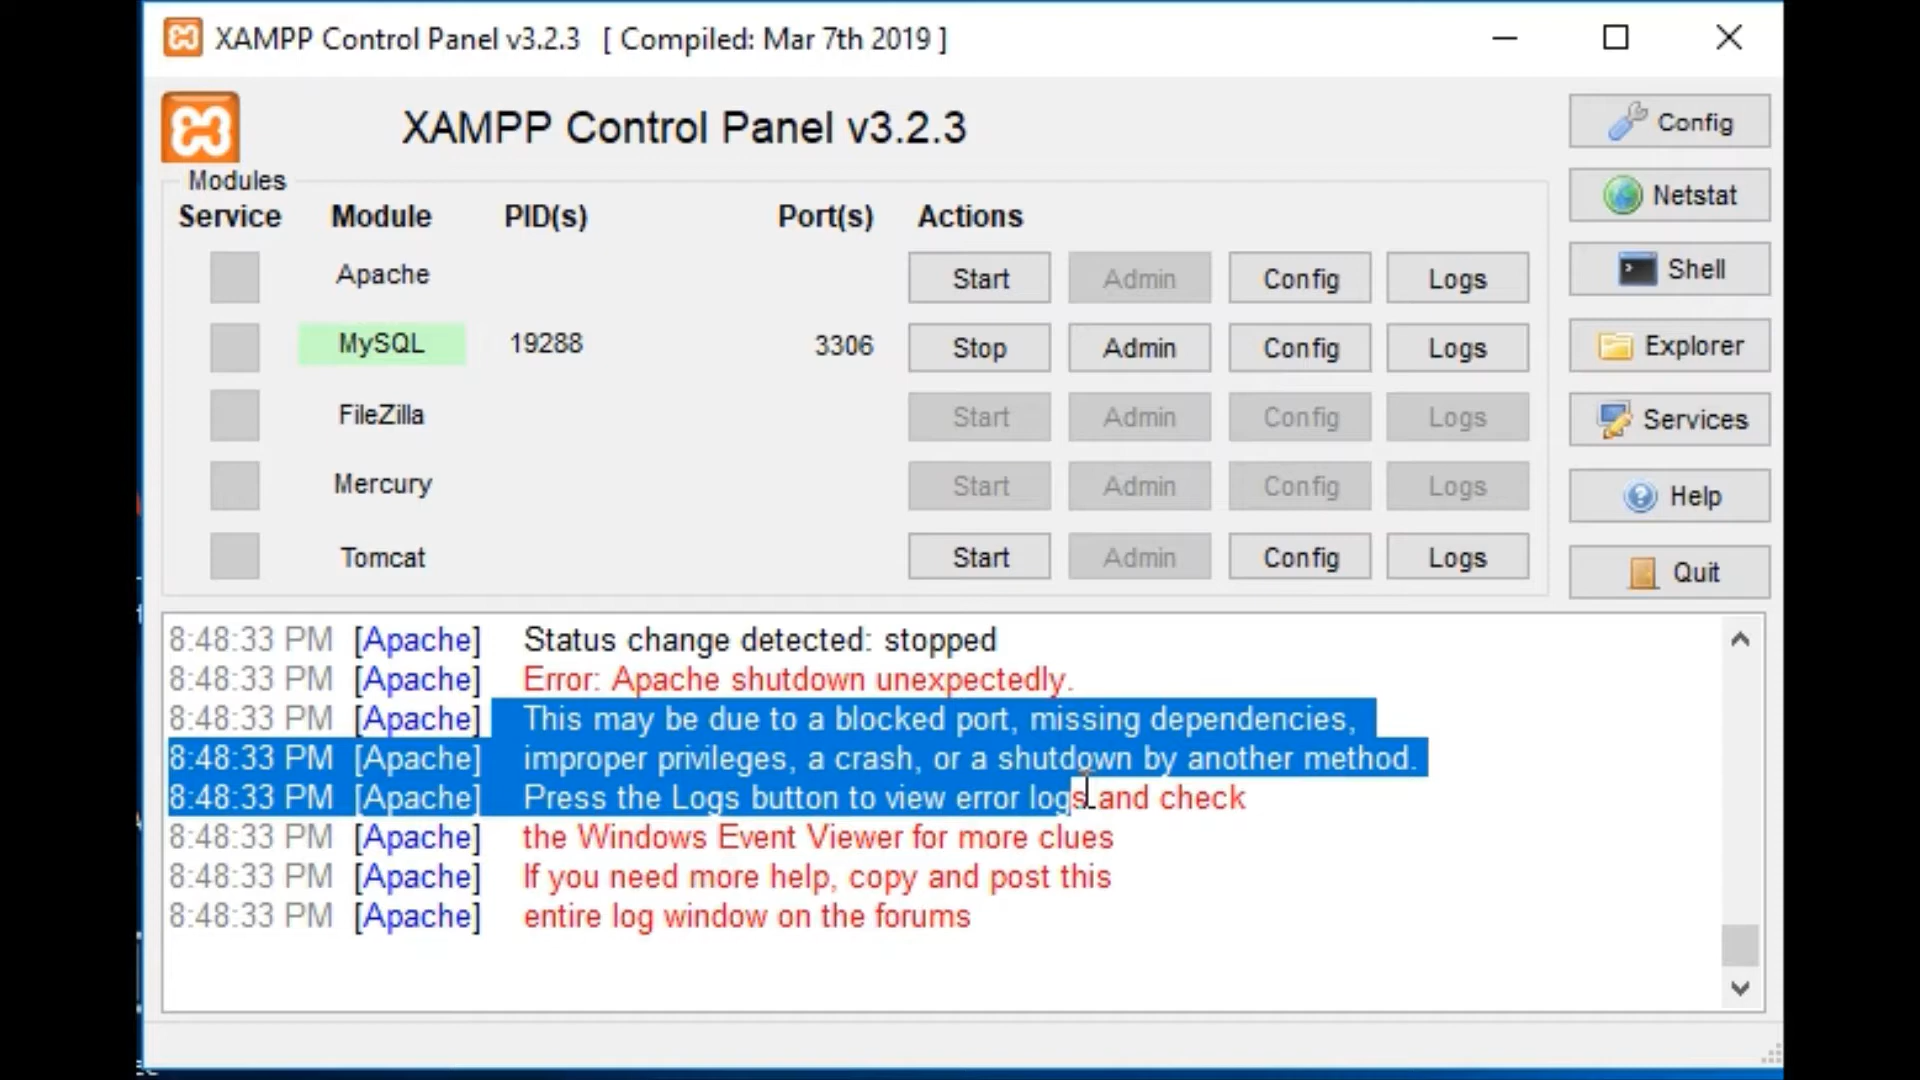 XAMPP Control Panel v3.2.3 [ Compiled: Mar 7th 2019 ]
XAMPP Control Panel v3.2.3
Config
Modules
Service Module PID(s) Port(s) Actions
Netstat
Apache Start Admin Config Logs
Shell
MySQL 19288 3306 Stop Admin Config Logs
Explorer
FileZilla Start Admin Config Logs
Services
Mercury Start Admin Config Logs
Help
Tomcat Start Admin Config Logs
Quit
8:48:33 PM [Apache] Status change detected: stopped
8:48:33 PM [Apache] Error: Apache shutdown unexpectedly.
8:48:33 PM [Apache] This may be due to a blocked port, missing dependencies,
8:48:33 PM [Apache] improper privileges, a crash, or a shutdown by another method.
8:48:33 PM [Apache] Press the Logs button to view error logs and check
8:48:33 PM [Apache] the Windows Event Viewer for more clues
8:48:33 PM [Apache] If you need more help, copy and post this
8:48:33 PM [Apache] entire log window on the forums